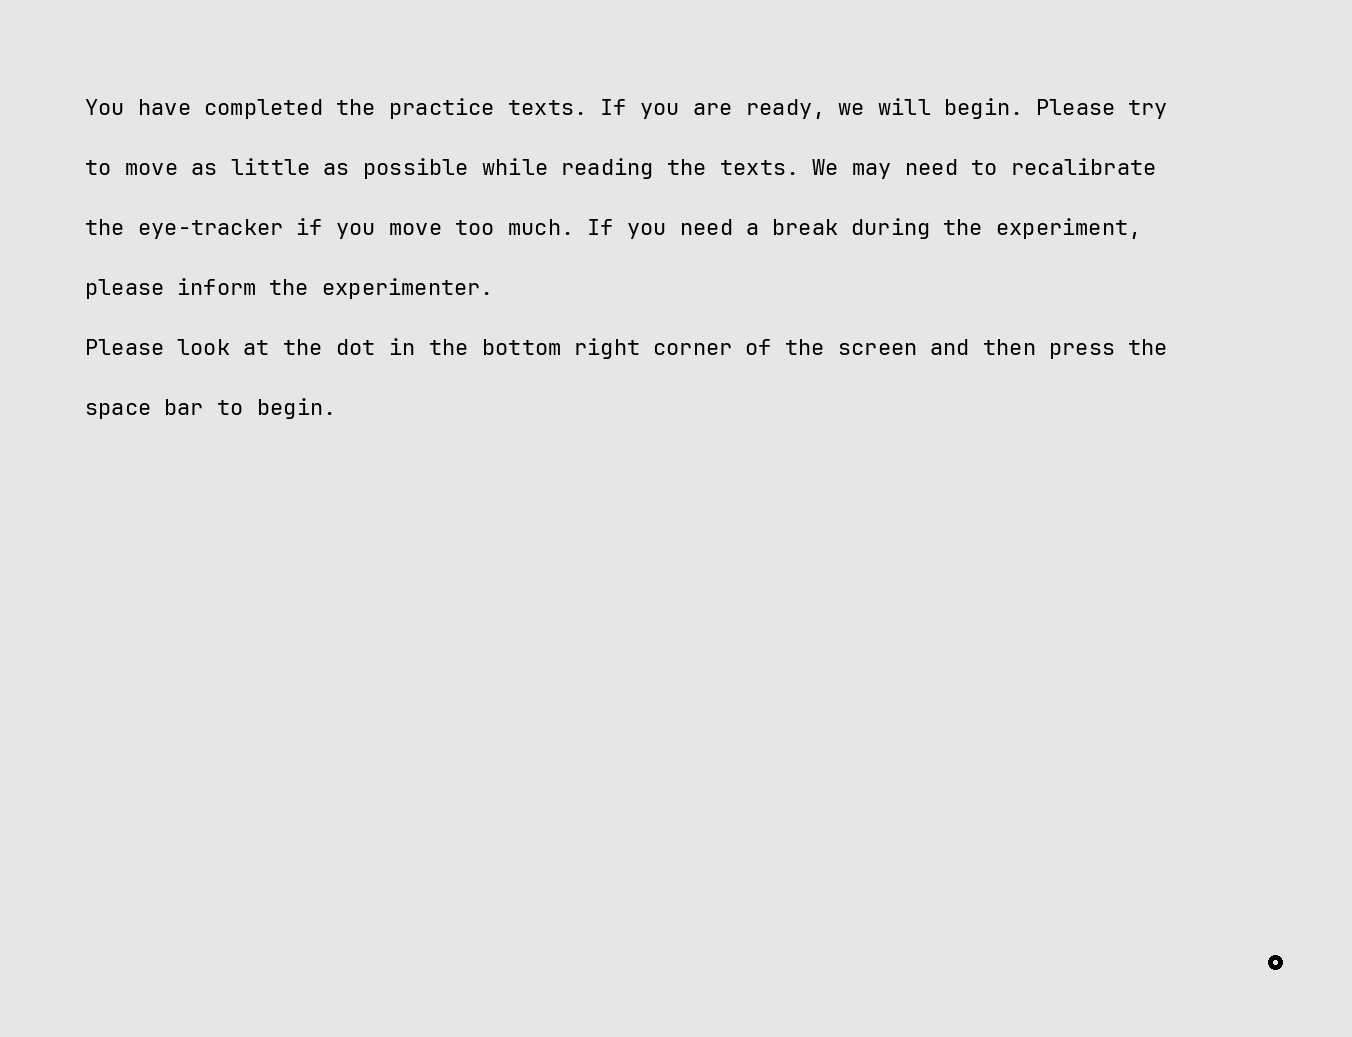 You have completed the practice texts. If you are ready, we will begin. Please try
to move as little as possible while reading the texts. We may need to recalibrate
the eye-tracker if you move too much. If you need a break during the experiment,
please inform the experimenter.
Please look at the dot in the bottom right corner of the screen and then press the
space bar to begin.